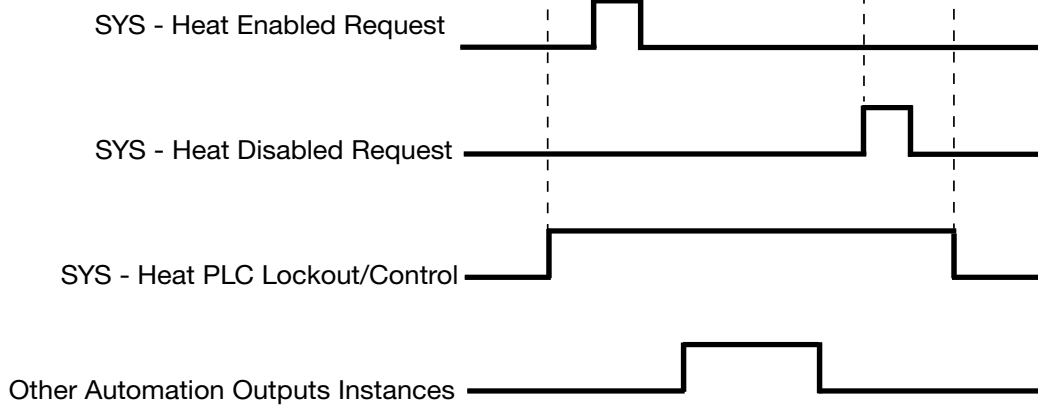 SYS - Heat Enabled Request
SYS - Heat Disabled Request
SYS - Heat PLC Lockout/Control
Other Automation Outputs Instances